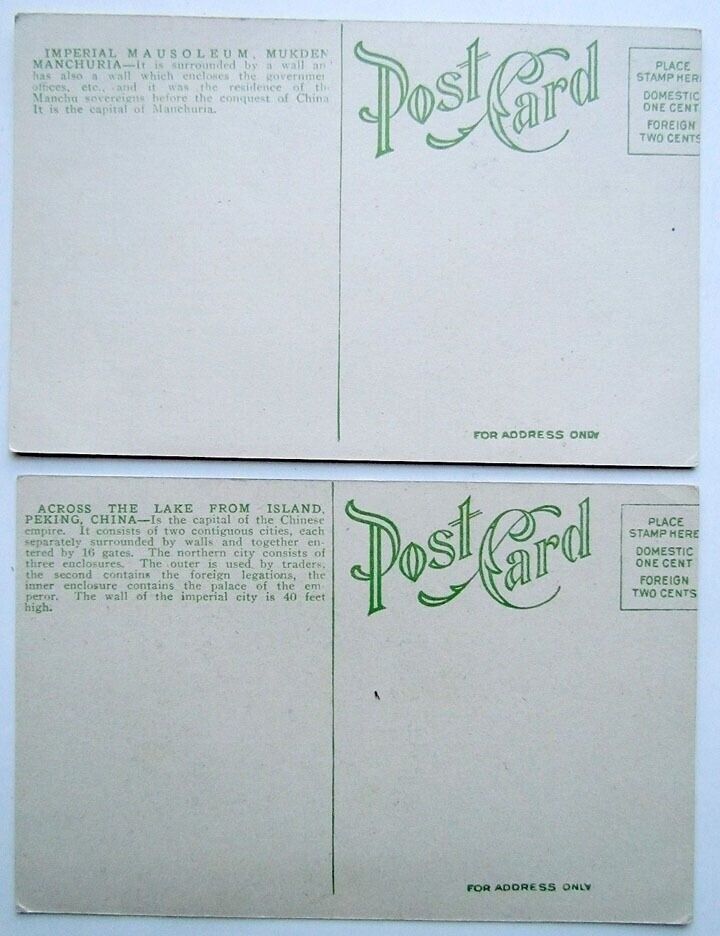 IMPERIAL MAUSOLEUM, MUKDEN
MANCHURIA—It is surrounded by a wall an
has also a wall which encloses the governmen
offices, etc., and it was the residence of th
Manchu sovereigns before the conquest of China
It is the capital of Manchuria.
Post Card
PLACE
STAMP HERE
DOMESTIC
ONE CENT
FOREIGN
TWO CENTS
FOR ADDRESS ONLY
ACROSS THE LAKE FROM ISLAND,
PEKING, CHINA—Is the capital of the Chinese
empire. It consists of two contiguous cities, each
separately surrounded by walls and together en-
tered by 16 gates. The northern city consists of
three enclosures. The outer is used by traders,
the second contains the foreign legations, the
inner enclosure contains the palace of the em-
peror. The wall of the imperial city is 40 feet
high.
Post Card
PLACE
STAMP HERE
DOMESTIC
ONE CENT
FOREIGN
TWO CENTS
FOR ADDRESS ONLY